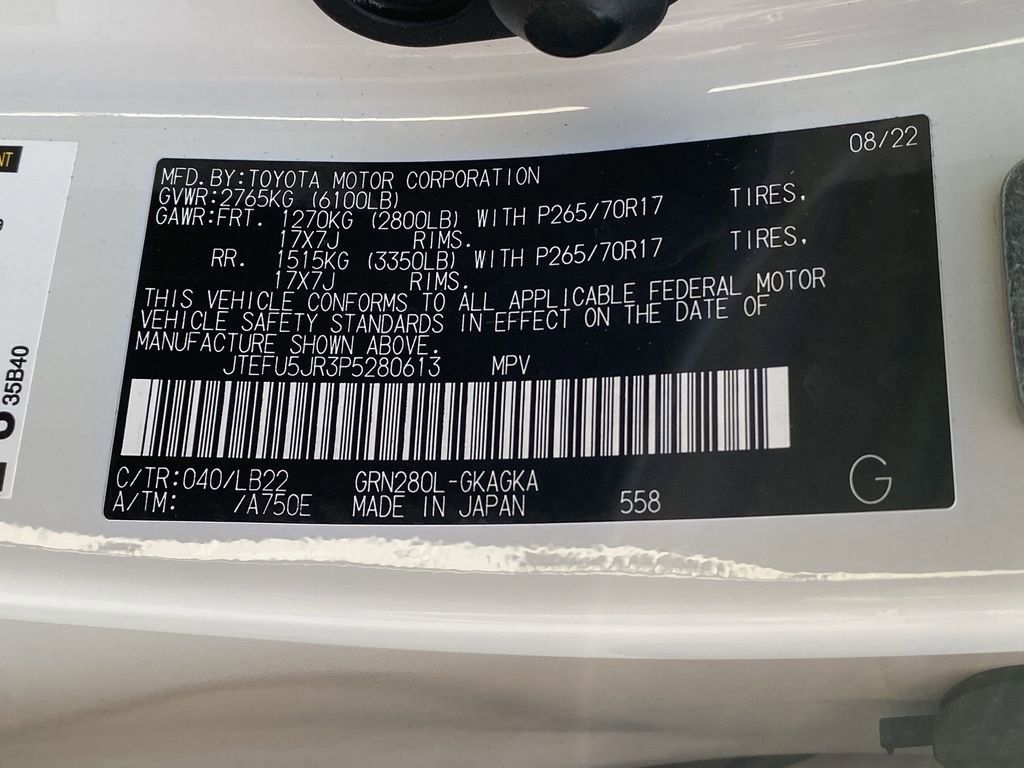 08/22
MFD.BY:TOYOTA MOTOR CORPORATION
GVWR:2765KG (6100LB)
GAWR:FRT. 1270KG (2800LB) WITH P265/70R17 TIRES,
17X7J RIMS.
RR. 1515KG (3350LB) WITH P265/70R17 TIRES,
17X7J RIMS.
THIS VEHICLE CONFORMS TO ALL APPLICABLE FEDERAL MOTOR
VEHICLE SAFETY STANDARDS IN EFFECT ON THE DATE OF
MANUFACTURE SHOWN ABOVE.
JTEFU5JR3P5280613 MPV
C/TR:040/LB22 GRN280L-GKAGKA
A/TM: /A750E MADE IN JAPAN 558 G
NT
35B40